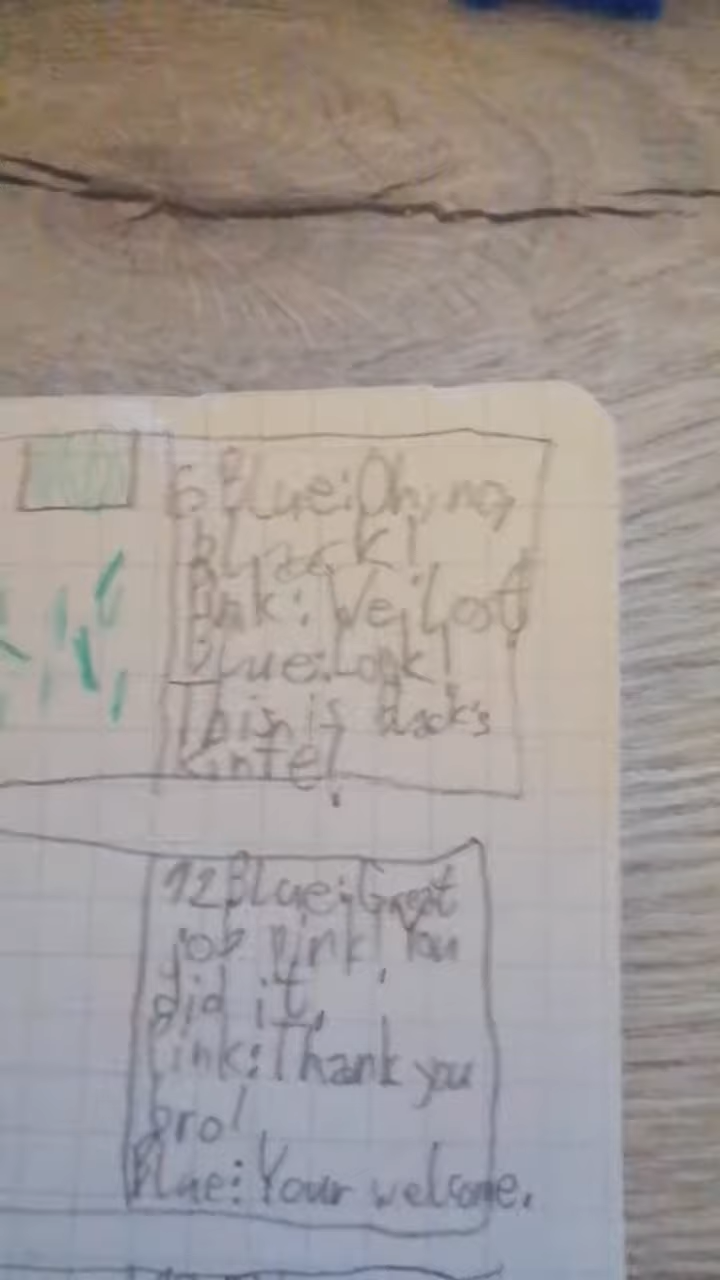 6 Blue: Oh, no,
black!
Pink: We Lost
Blue: Look!
This is black's
kinfe!
12 Blue: Great
job Pink! You
did it.
Pink: Thank you
bro!
Blue: Your welcome.